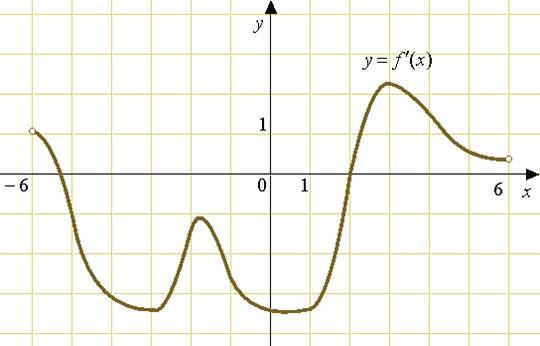 y
y = f′(x)
1
−6 0 1 6 x